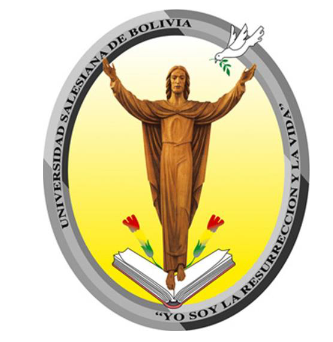 UNIVERSIDAD SALESIANA DE BOLIVIA
“YO SOY LA RESURRECCION Y LA VIDA”